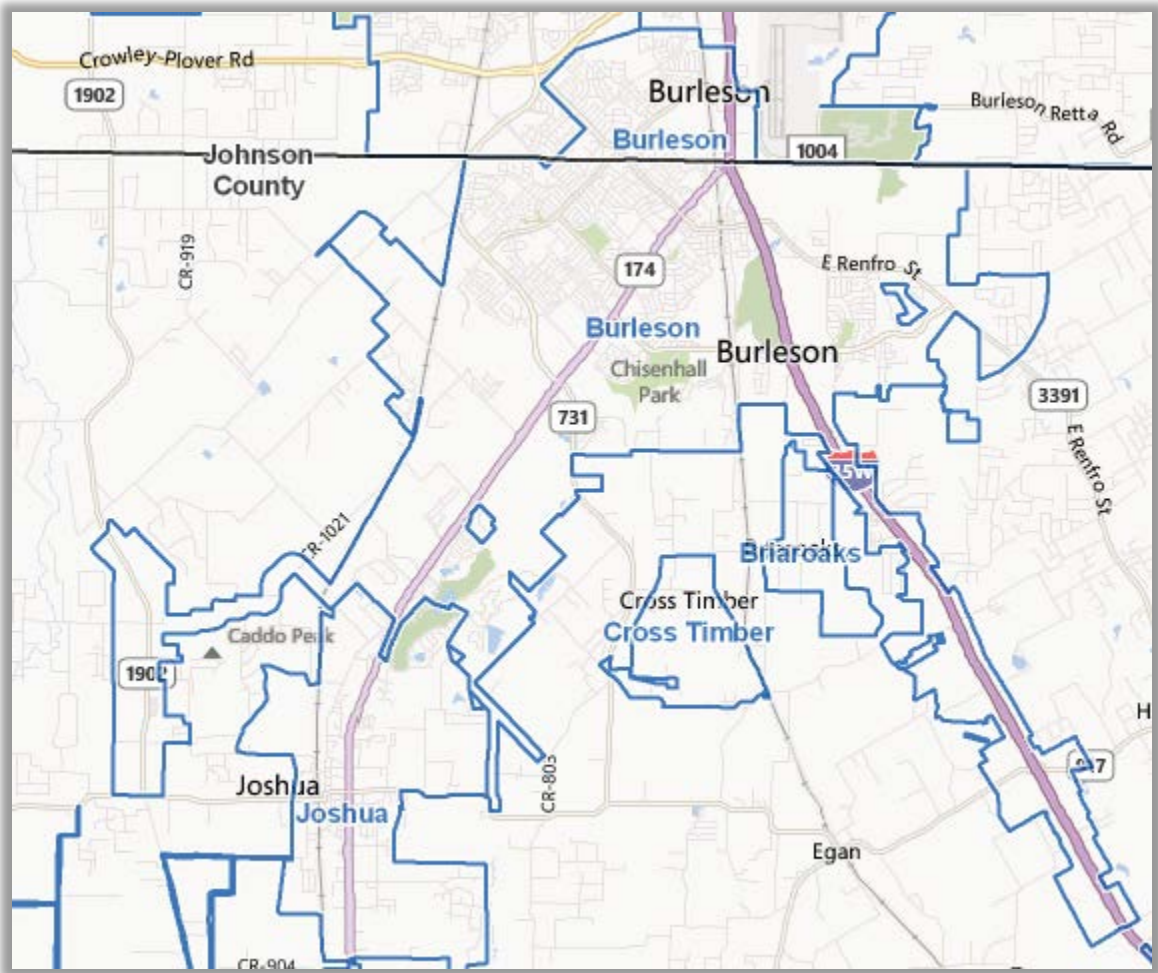 Crowley-Plover Rd
1902
Burleson
Burleson Retta Rd
Burleson
1004
Johnson
County
CR-919
174
E Renfro St
Burleson
Burleson
Chisenhall
Park
731
3391
E Renfro St
CR-1021
Briaroaks
Cross Timber
Cross Timber
Caddo Peak
1902
H
Joshua
Joshua
CR-803
Egan
CR-904